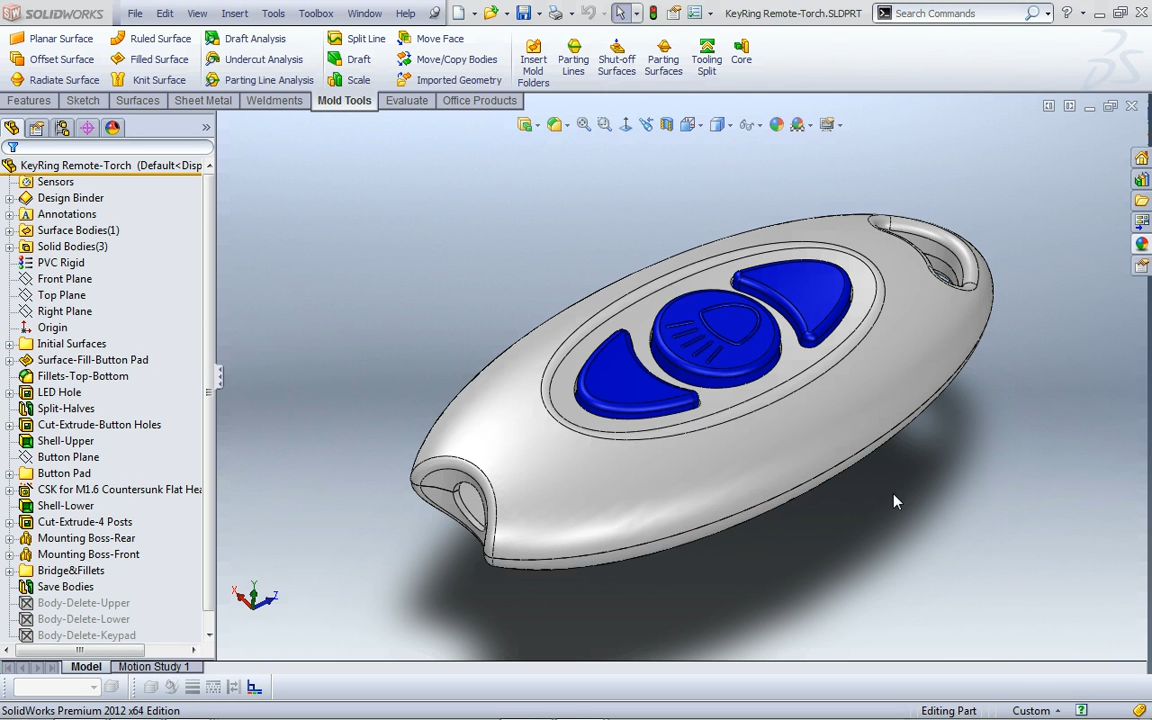 SOLIDWORKS File Edit View Insert Tools Toolbox Window Help KeyRing Remote-Torch.SLDPRT Search Commands
Planar Surface Ruled Surface Draft Analysis Split Line Move Face
Offset Surface Filled Surface Undercut Analysis Draft Move/Copy Bodies
Radiate Surface Knit Surface Parting Line Analysis Scale Imported Geometry
Insert Mold Folders
Parting Lines
Shut-off Surfaces
Parting Surfaces
Tooling Split
Core
Features Sketch Surfaces Sheet Metal Weldments Mold Tools Evaluate Office Products
KeyRing Remote-Torch (Default<Disp
Sensors
Design Binder
Annotations
Surface Bodies(1)
Solid Bodies(3)
PVC Rigid
Front Plane
Top Plane
Right Plane
Origin
Initial Surfaces
Surface-Fill-Button Pad
Fillets-Top-Bottom
LED Hole
Split-Halves
Cut-Extrude-Button Holes
Shell-Upper
Button Plane
Button Pad
CSK for M1.6 Countersunk Flat Hea
Shell-Lower
Cut-Extrude-4 Posts
Mounting Boss-Rear
Mounting Boss-Front
Bridge&Fillets
Save Bodies
Body-Delete-Upper
Body-Delete-Lower
Body-Delete-Keypad
Y
X Z
Model Motion Study 1
SolidWorks Premium 2012 x64 Edition Editing Part Custom